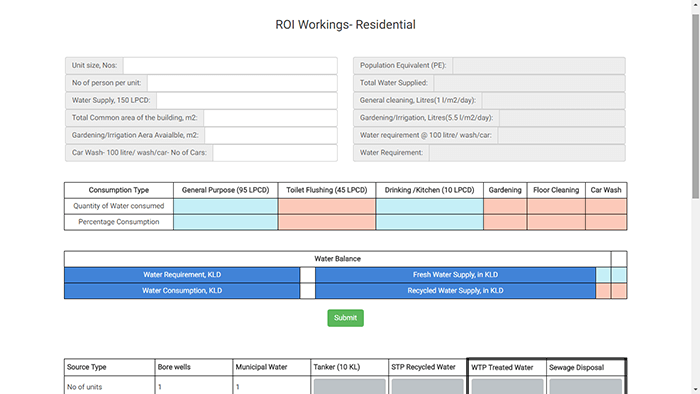 ROI Workings- Residential
Unit size, Nos:
Population Equivalent (PE):
No of person per unit:
Total Water Supplied:
Water Supply, 150 LPCD:
General cleaning, Litres(1 l/m2/day):
Total Common area of the building, m2:
Gardening/Irrigation, Litres(5.5 l/m2/day):
Gardening/Irrigation Aera Avaialble, m2:
Water requirement @ 100 litre/ wash/car:
Car Wash- 100 litre/ wash/car- No of Cars:
Water Requirement:
Consumption Type General Purpose (95 LPCD) Toilet Flushing (45 LPCD) Drinking /Kitchen (10 LPCD) Gardening Floor Cleaning Car Wash
Quantity of Water consumed
Percentage Consumption
Water Balance
Water Requirement, KLD Fresh Water Supply, in KLD
Water Consumption, KLD Recycled Water Supply, in KLD
Submit
Source Type Bore wells Municipal Water Tanker (10 KL) STP Recycled Water WTP Treated Water Sewage Disposal
No of units 1 1